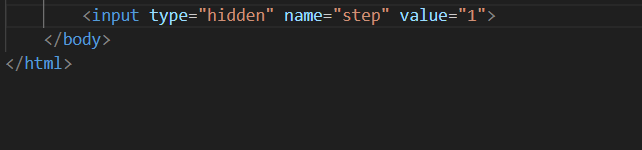 <input type="hidden" name="step" value="1">
</body>
</html>